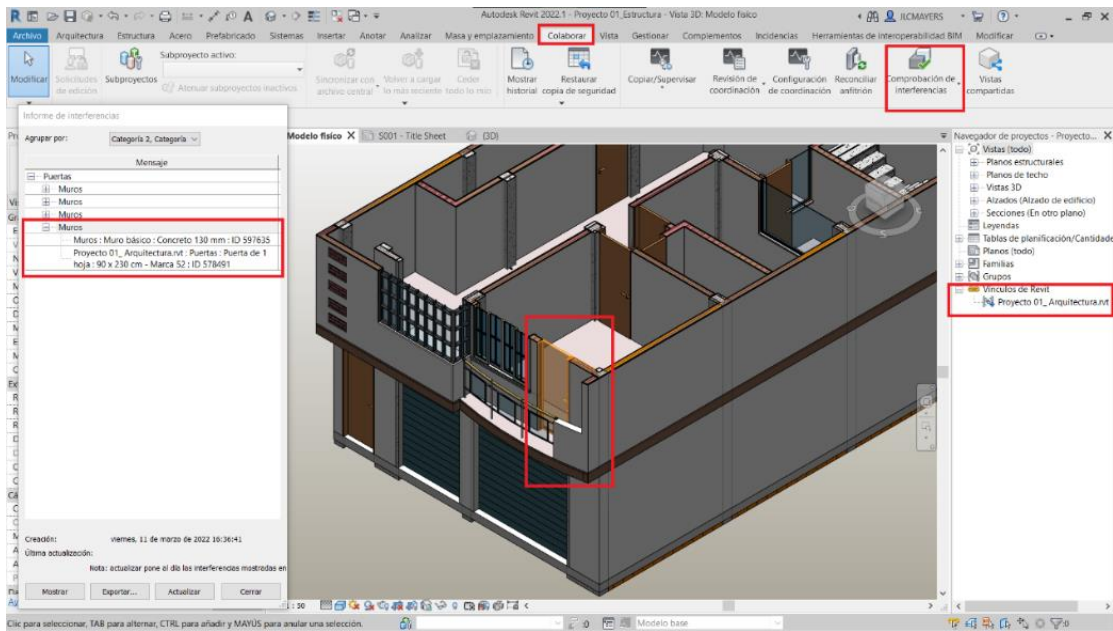 Autodesk Revit 2022.1 - Proyecto 01_Estructura - Vista 3D: Modelo físico
ILCMAYERS
Archivo Arquitectura Estructura Acero Prefabricado Sistemas Insertar Anotar Analizar Masa y emplazamiento Colaborar Vista Gestionar Complementos Incidencias Herramientas de interoperabilidad BIM Modificar
Modificar
Solicitudes de edición
Subproyectos
Subproyecto activo:
Atenuar subproyectos inactivos
Sincronizar con archivo central
Volver a cargar lo más reciente
Ceder todo lo mío
Mostrar historial
Restaurar copia de seguridad
Copiar/Supervisar
Revisión de coordinación
Configuración de coordinación
Reconciliar anfitrión
Comprobación de interferencias
Vistas compartidas
Informe de interferencias
Agrupar por: Categoría 2, Categoría
Mensaje
Puertas
Muros
Muros
Muros
Muros
Muros : Muro básico : Concreto 130 mm : ID 597635
Proyecto 01_ Arquitectura.rvt : Puertas : Puerta de 1
hoja : 90 x 230 cm - Marca 52 : ID 578491
Creación: viernes, 11 de marzo de 2022 16:36:41
Última actualización:
Nota: actualizar pone al día las interferencias mostradas en
Mostrar Exportar... Actualizar Cerrar
Modelo físico X S001 - Title Sheet {3D}
Navegador de proyectos - Proyecto... X
Vistas (todo)
Planos estructurales
Planos de techo
Vistas 3D
Alzados (Alzado de edificio)
Secciones (En otro plano)
Leyendas
Tablas de planificación/Cantidade
Planos (todo)
Familias
Grupos
Vínculos de Revit
Proyecto 01_ Arquitectura.rvt
: 50
Clic para seleccionar, TAB para alternar, CTRL para añadir y MAYÚS para anular una selección.
:0
Modelo base
:0